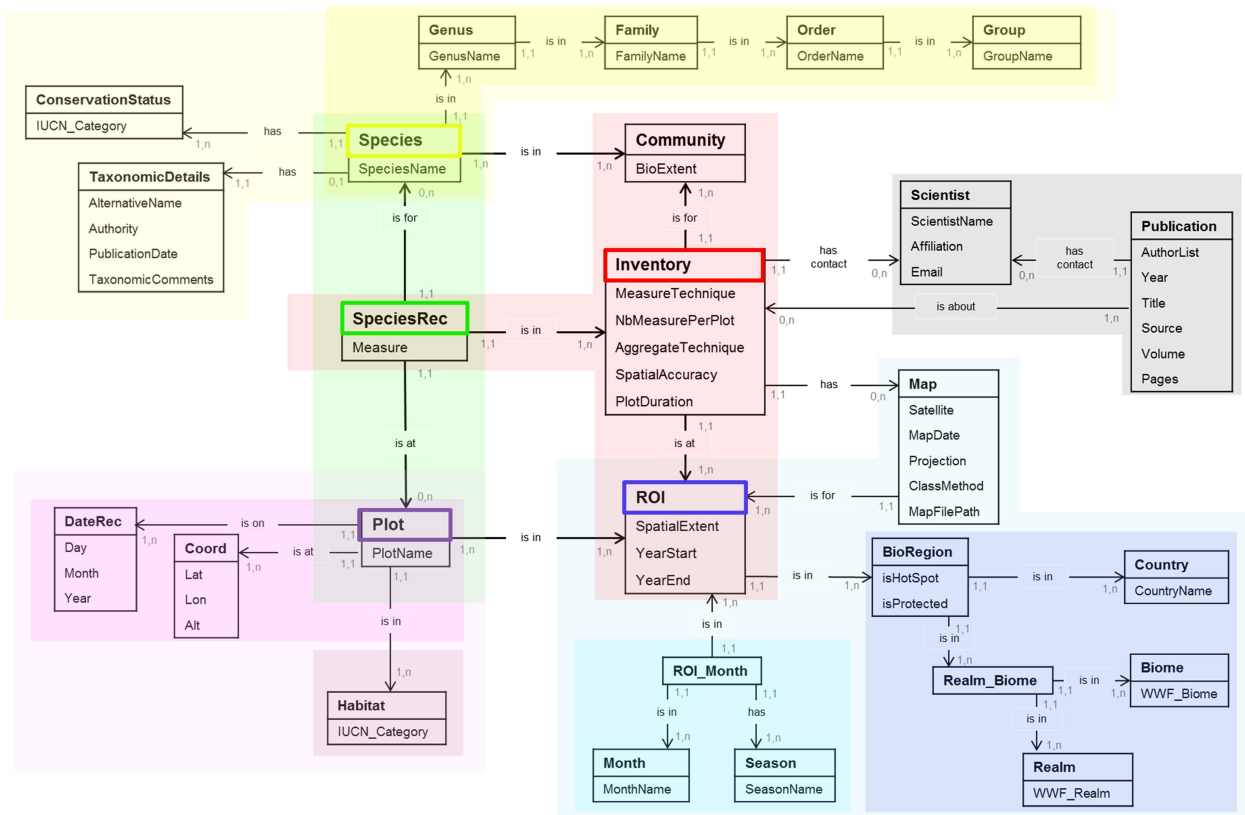 Genus
GenusName
1,1
is in
1,n
Family
FamilyName
1,1
is in
1,n
Order
OrderName
1,1
is in
1,n
Group
GroupName
1,n
is in
1,1
ConservationStatus
IUCN_Category
1,n
has
1,1
TaxonomicDetails
AlternativeName
Authority
PublicationDate
TaxonomicComments
1,1
has
0,1
Species
SpeciesName
1,n
is in
1,n
Community
BioExtent
0,n
is for
1,1
1,n
is for
1,1
SpeciesRec
Measure
1,1
is in
1,n
Inventory
MeasureTechnique
NbMeasurePerPlot
AggregateTechnique
SpatialAccuracy
PlotDuration
1,1
has
contact
0,n
Scientist
ScientistName
Affiliation
Email
0,n
has
contact
1,1
Publication
AuthorList
Year
Title
Source
Volume
Pages
0,n
is about
1,n
1,1
has
0,n
Map
Satellite
MapDate
Projection
ClassMethod
MapFilePath
1,1
is at
0,n
1,1
is at
1,n
ROI
SpatialExtent
YearStart
YearEnd
1,n
is for
1,1
DateRec
Day
Month
Year
1,n
is on
1,1
Coord
Lat
Lon
Alt
1,n
is at
1,1
Plot
PlotName
1,n
is in
1,n
1,1
is in
1,n
Habitat
IUCN_Category
1,1
is in
1,n
BioRegion
isHotSpot
isProtected
1,1
is in
1,n
Country
CountryName
1,1
is in
1,n
Realm_Biome
1,1
is in
1,n
Biome
WWF_Biome
1,1
is in
1,n
Realm
WWF_Realm
1,n
is in
1,1
ROI_Month
1,1
is in
1,n
1,1
has
1,n
Month
MonthName
Season
SeasonName